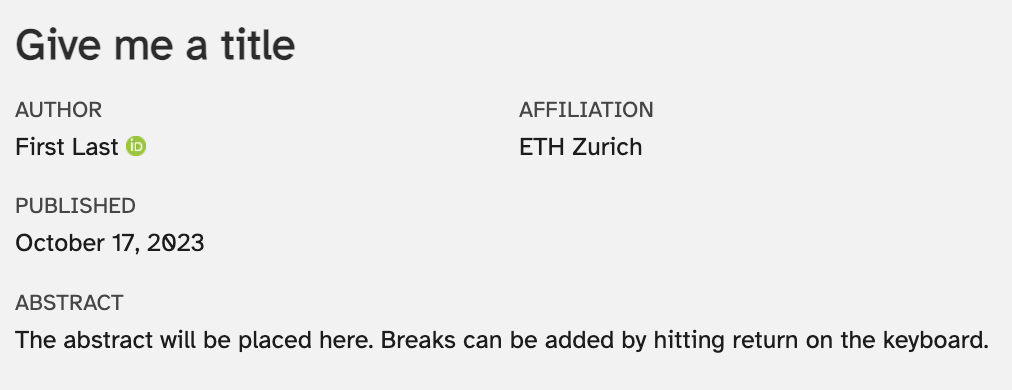 Give me a title
AUTHOR
AFFILIATION
First Last iD
ETH Zurich
PUBLISHED
October 17, 2023
ABSTRACT
The abstract will be placed here. Breaks can be added by hitting return on the keyboard.